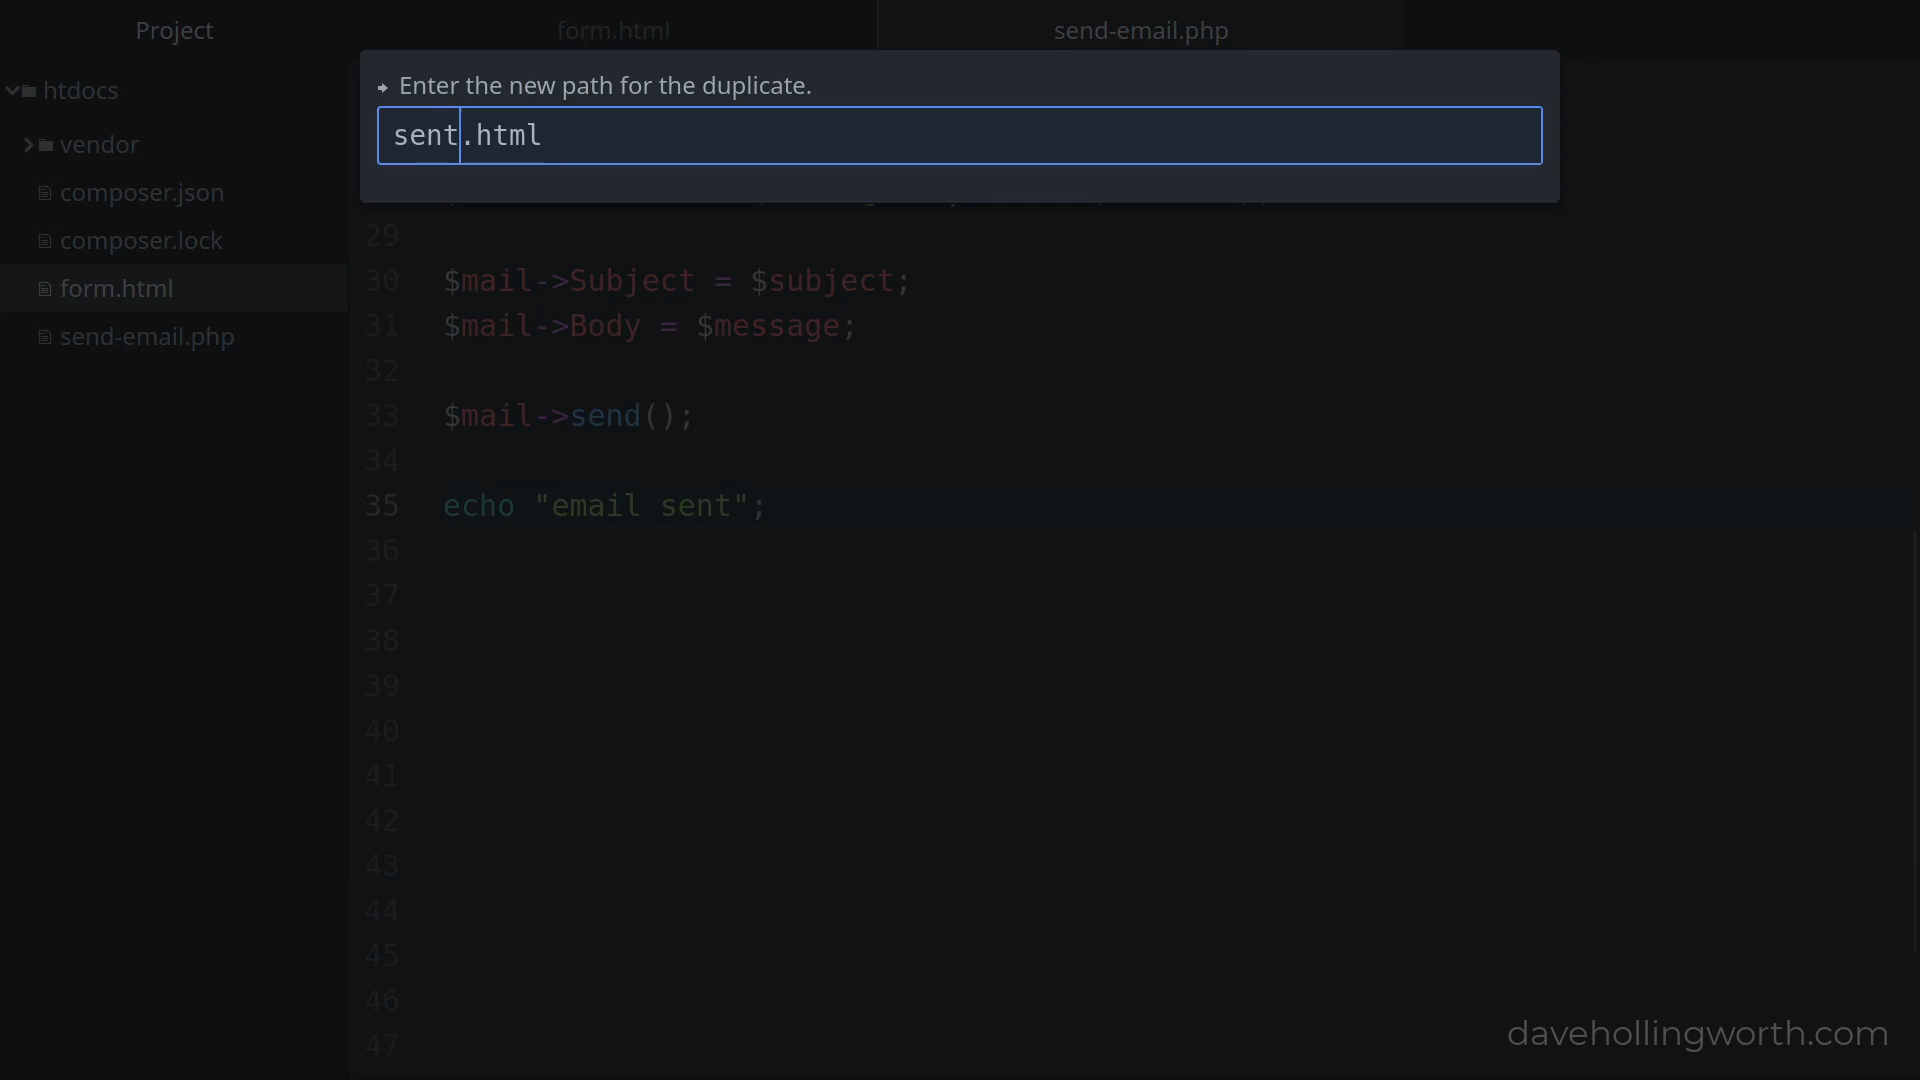 Project
form.html
send-email.php
Enter the new path for the duplicate.
sent.html
htdocs
vendor
composer.json
composer.lock
form.html
send-email.php
29
30 $mail->Subject = $subject;
31 $mail->Body = $message;
32
33 $mail->send();
34
35 echo "email sent";
36
37
38
39
40
41
42
43
44
45
46
47
davehollingworth.com